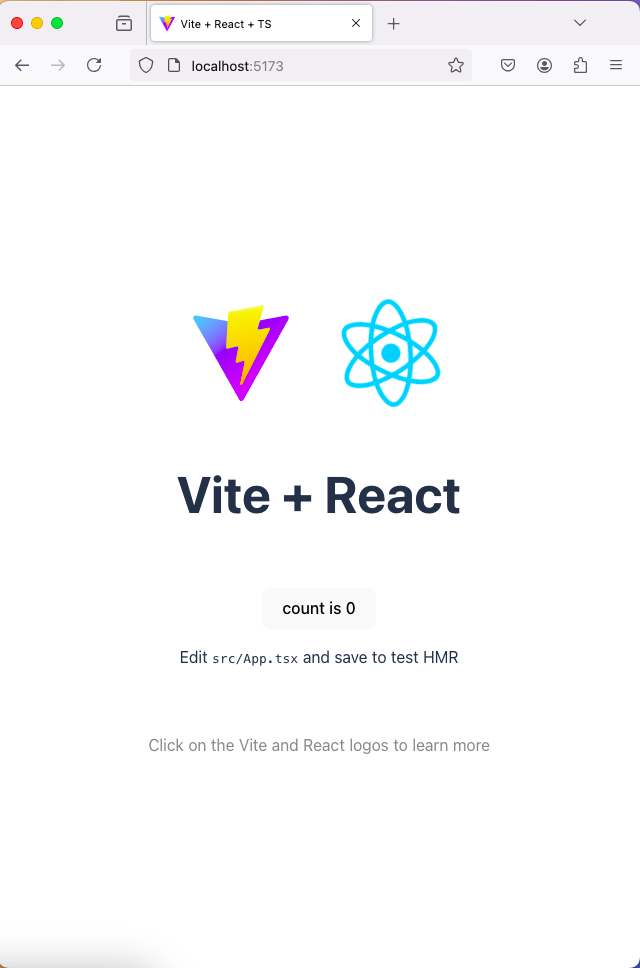 Vite + React + TS
localhost:5173
Vite + React
count is 0
Edit src/App.tsx and save to test HMR
Click on the Vite and React logos to learn more